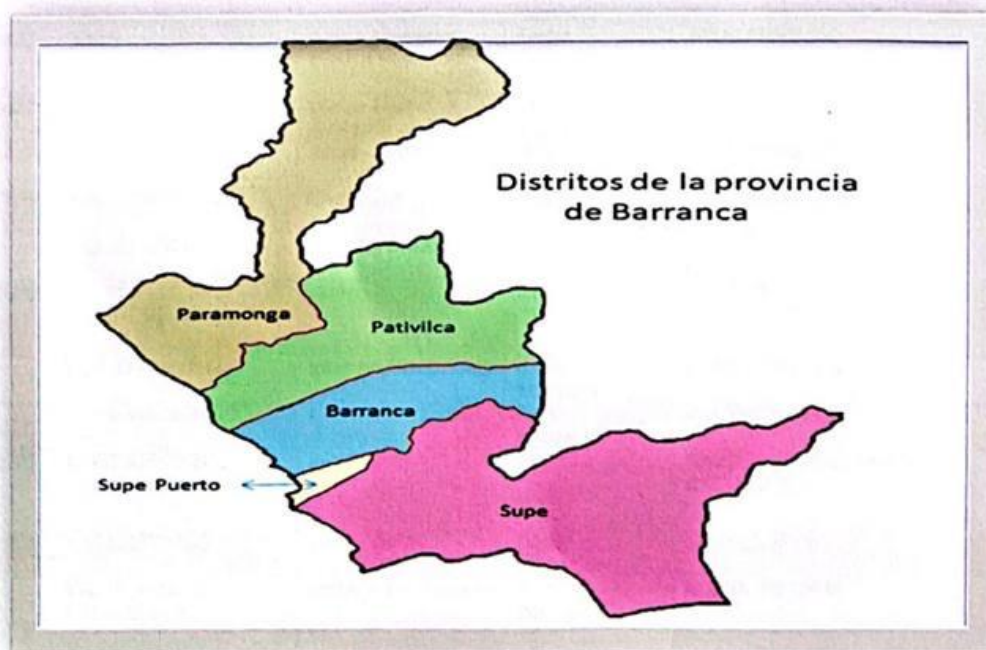 Distritos de la provincia
de Barranca
Paramonga
Pativilca
Barranca
Supe Puerto
Supe